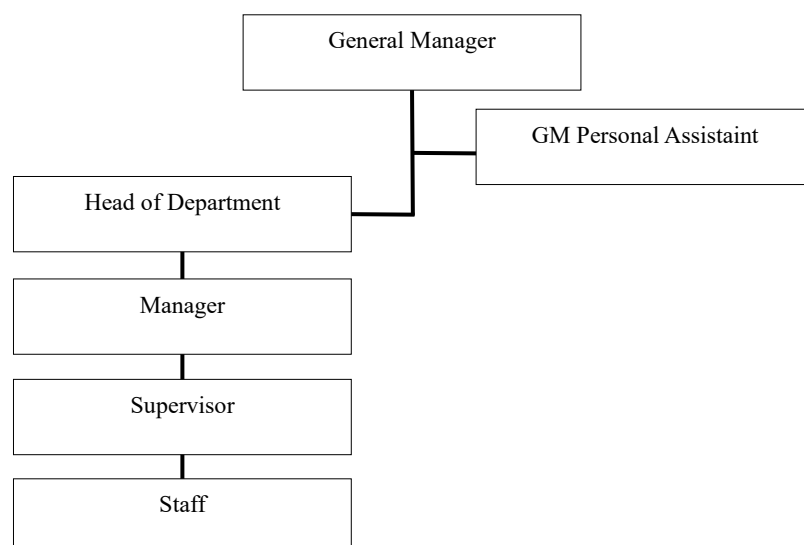 General Manager
GM Personal Assistaint
Head of Department
Manager
Supervisor
Staff